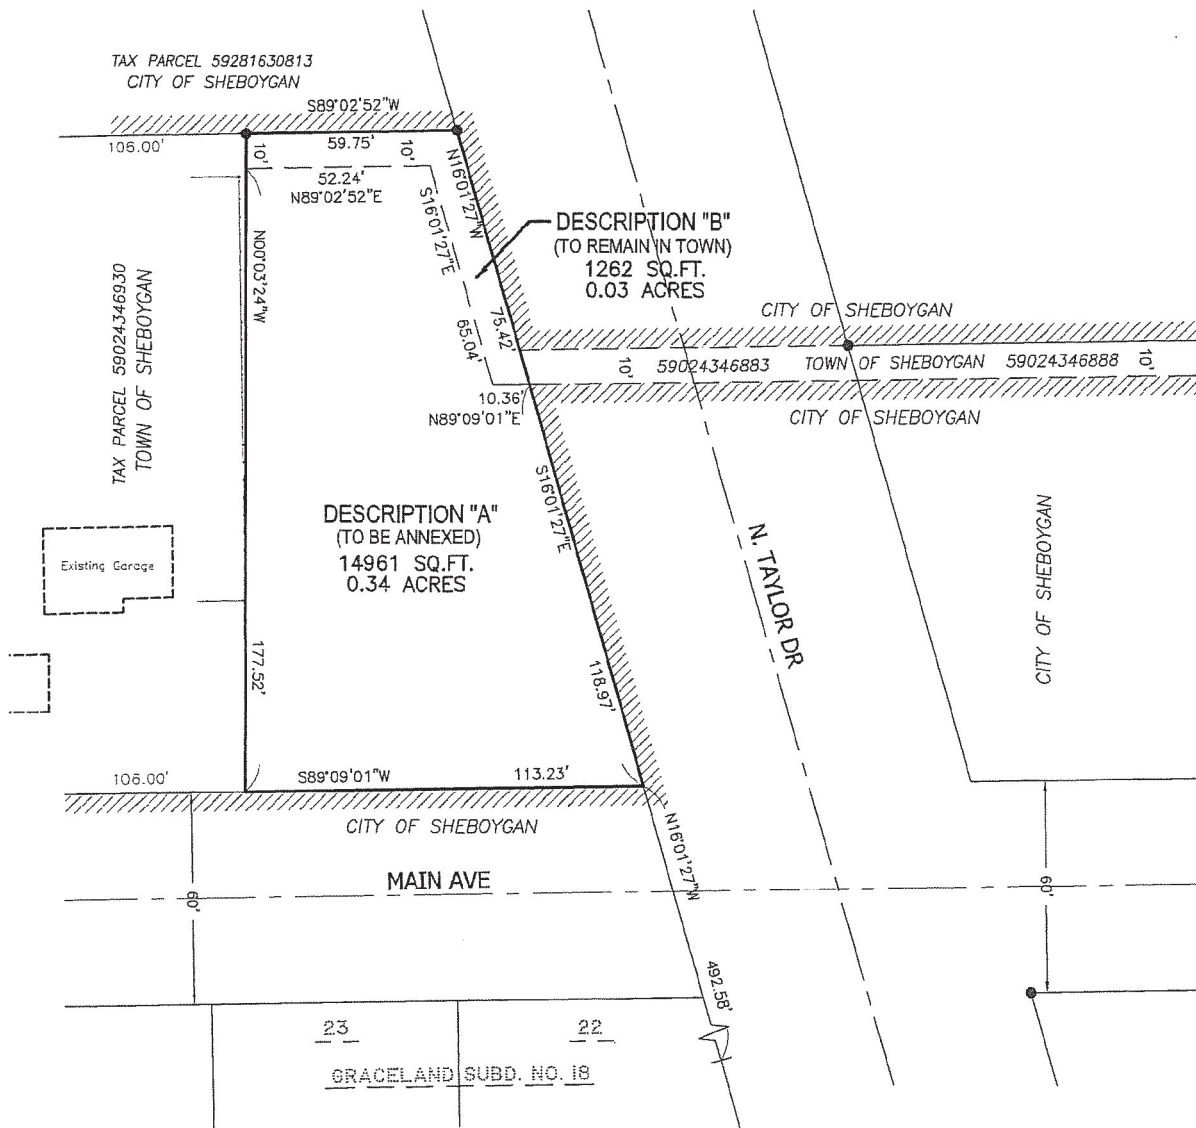 TAX PARCEL 59281630813
CITY OF SHEBOYGAN
S89°02'52"W
106.00'
10'
59.75'
10'
52.24'
N89°02'52"E
N16°01'27"W
S16°01'27"E
DESCRIPTION "B"
(TO REMAIN IN TOWN)
1262 SQ.FT.
0.03 ACRES
N00°03'24"W
TAX PARCEL 59024346930
TOWN OF SHEBOYGAN
75.42'
65.04'
CITY OF SHEBOYGAN
10'
59024346883
TOWN OF SHEBOYGAN
59024346888
10'
10.36'
N89°09'01"E
CITY OF SHEBOYGAN
S16°01'27"E
DESCRIPTION "A"
(TO BE ANNEXED)
14961 SQ.FT.
0.34 ACRES
Existing Garage
N. TAYLOR DR
CITY OF SHEBOYGAN
177.52'
118.97'
106.00'
S89°09'01"W
113.23'
CITY OF SHEBOYGAN
N16°01'27"W
MAIN AVE
60'
60'
492.58'
23
22
GRACELAND SUBD. NO. 18